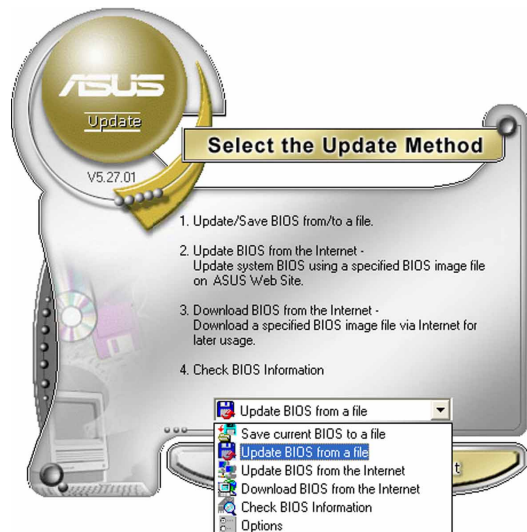 ASUS
Update
V5.27.01
Select the Update Method
1. Update/Save BIOS from/to a file.
2. Update BIOS from the Internet -
Update system BIOS using a specified BIOS image file
on ASUS Web Site.
3. Download BIOS from the Internet -
Download a specified BIOS image file via Internet for
later usage.
4. Check BIOS Information
Update BIOS from a file
Save current BIOS to a file
Update BIOS from a file
Update BIOS from the Internet
Download BIOS from the Internet
Check BIOS Information
Options